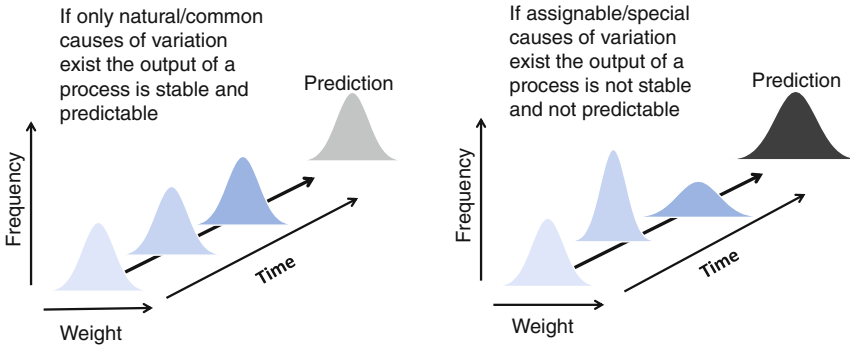 If only natural/common
causes of variation
exist the output of a
process is stable and
predictable
Prediction
Frequency
Time
Weight
If assignable/special
causes of variation
exist the output of a
process is not stable
and not predictable
Prediction
Frequency
Time
Weight